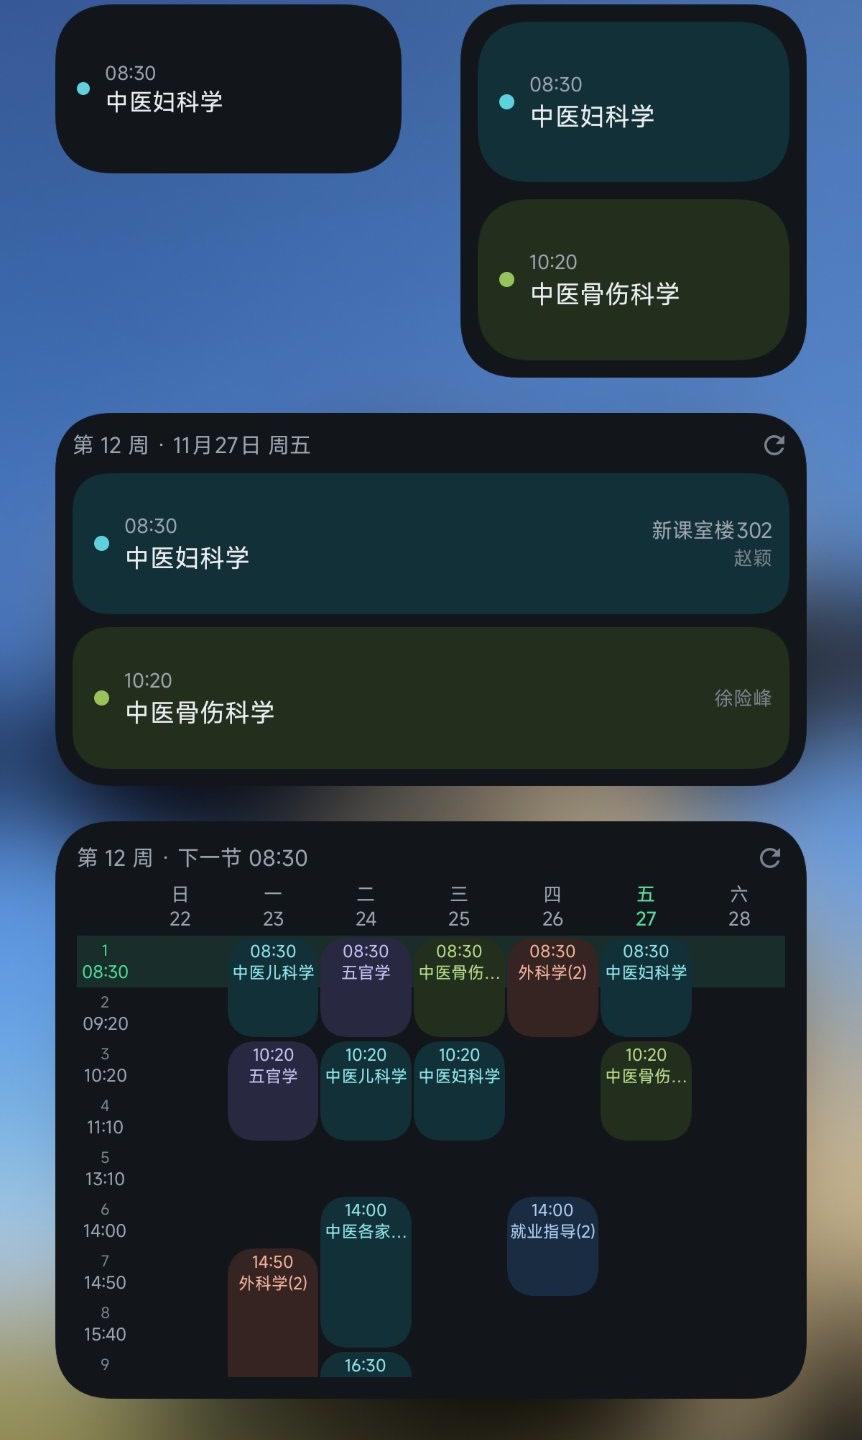 08:30
中医妇科学
08:30
中医妇科学
10:20
中医骨伤科学
第 12 周 · 11月27日 周五
08:30
中医妇科学
新课室楼302
赵颖
10:20
中医骨伤科学
徐险峰
第 12 周 · 下一节 08:30
日 一 二 三 四 五 六
22 23 24 25 26 27 28
1 08:30 08:30 08:30 08:30 08:30
08:30 中医儿科学 五官学 中医骨伤… 外科学(2) 中医妇科学
2
09:20
3 10:20 10:20 10:20 10:20
10:20 五官学 中医儿科学 中医妇科学 中医骨伤…
4
11:10
5
13:10
6 14:00 14:00
14:00 中医各家… 就业指导(2)
7 14:50
14:50 外科学(2)
8
15:40
9 16:30